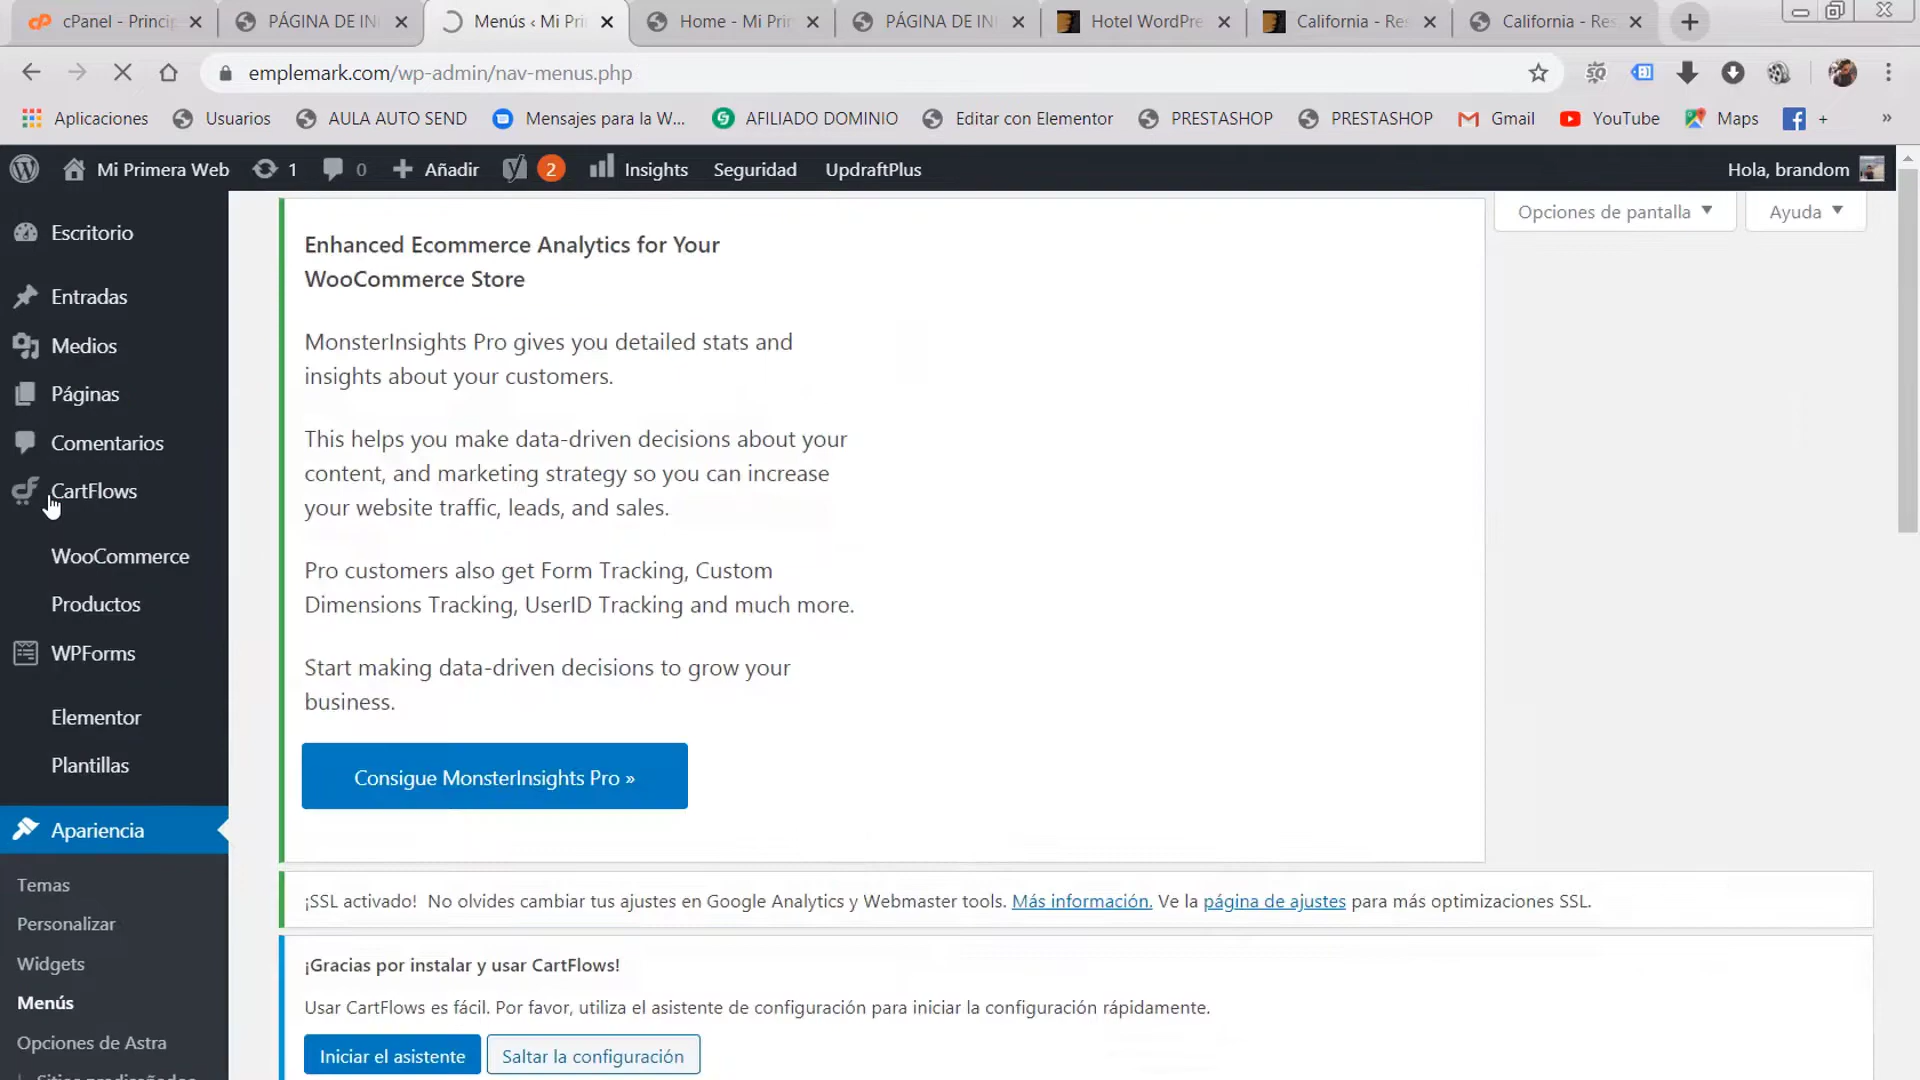 cPanel - Princip
PÁGINA DE INI
Menús ‹ Mi Pri
Home - Mi Prim
PÁGINA DE INI
Hotel WordPre
California - Res
California - Res
emplemark.com/wp-admin/nav-menus.php
Aplicaciones
Usuarios
AULA AUTO SEND
Mensajes para la W...
AFILIADO DOMINIO
Editar con Elementor
PRESTASHOP
PRESTASHOP
Gmail
YouTube
Maps
+
»
Mi Primera Web
1
0
Añadir
2
Insights
Seguridad
UpdraftPlus
Hola, brandom
Opciones de pantalla
Ayuda
Escritorio
Entradas
Medios
Páginas
Comentarios
CartFlows
WooCommerce
Productos
WPForms
Elementor
Plantillas
Apariencia
Temas
Personalizar
Widgets
Menús
Opciones de Astra
Enhanced Ecommerce Analytics for Your
WooCommerce Store
MonsterInsights Pro gives you detailed stats and
insights about your customers.
This helps you make data-driven decisions about your
content, and marketing strategy so you can increase
your website traffic, leads, and sales.
Pro customers also get Form Tracking, Custom
Dimensions Tracking, UserID Tracking and much more.
Start making data-driven decisions to grow your
business.
Consigue MonsterInsights Pro »
¡SSL activado! No olvides cambiar tus ajustes en Google Analytics y Webmaster tools. Más información. Ve la página de ajustes para más optimizaciones SSL.
¡Gracias por instalar y usar CartFlows!
Usar CartFlows es fácil. Por favor, utiliza el asistente de configuración para iniciar la configuración rápidamente.
Iniciar el asistente
Saltar la configuración